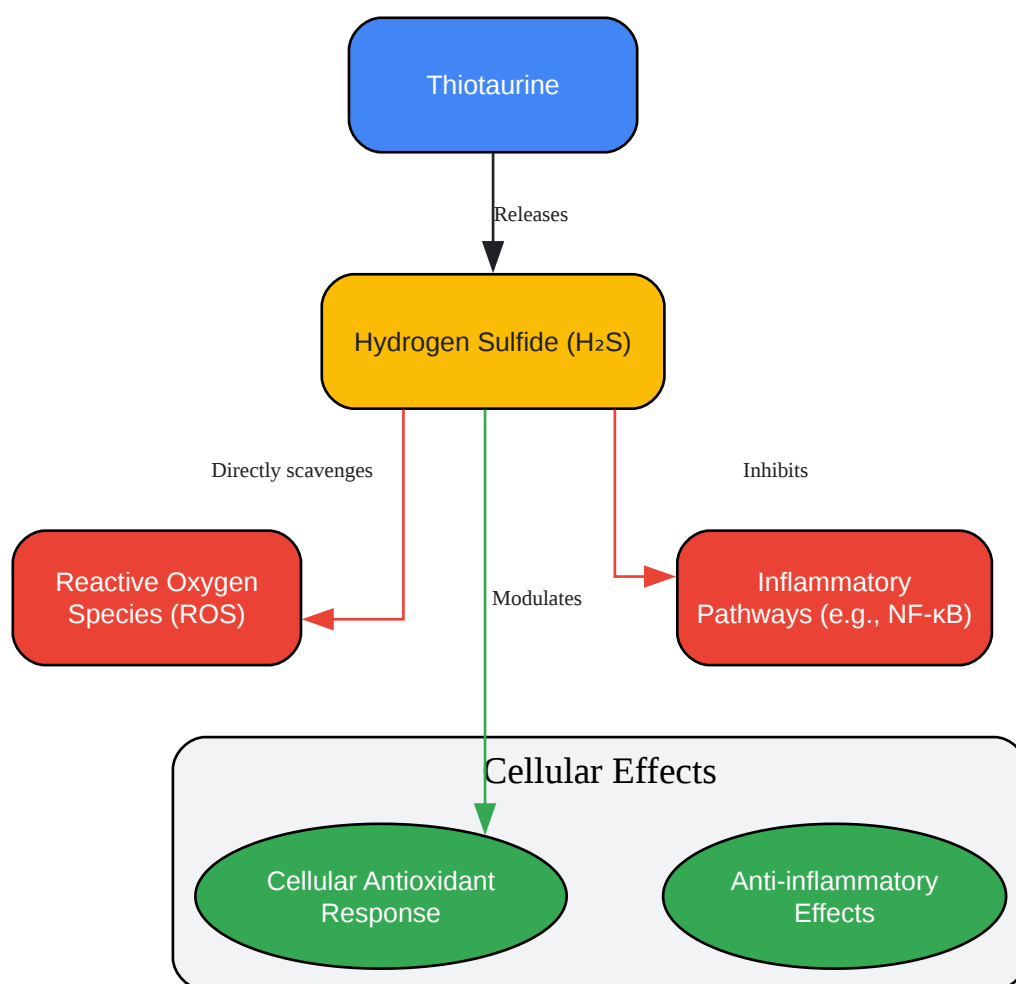 Thiotaurine
Releases
Hydrogen Sulfide (H₂S)
Directly scavenges
Inhibits
Reactive Oxygen
Species (ROS)
Modulates
Inflammatory
Pathways (e.g., NF-κB)
Cellular Effects
Cellular Antioxidant
Response
Anti-inflammatory
Effects